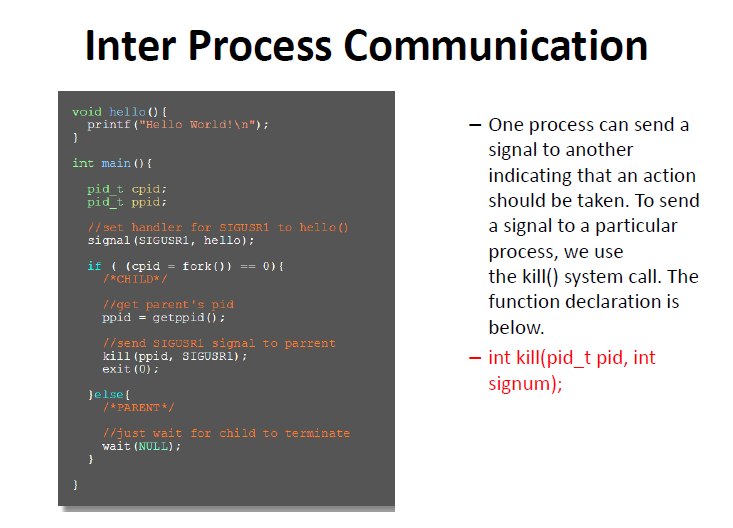 Inter Process Communication
void hello(){
printf("Hello World!\n");
}
int main(){
pid_t cpid;
pid_t ppid;
//set handler for SIGUSR1 to hello()
signal(SIGUSR1, hello);
if ( (cpid = fork()) == 0){
/*CHILD*/
//get parent's pid
ppid = getppid();
//send SIGUSR1 signal to parrent
kill(ppid, SIGUSR1);
exit(0);
}else{
/*PARENT*/
//just wait for child to terminate
wait(NULL);
}
}
– One process can send a
signal to another
indicating that an action
should be taken. To send
a signal to a particular
process, we use
the kill() system call. The
function declaration is
below.
– int kill(pid_t pid, int
signum);